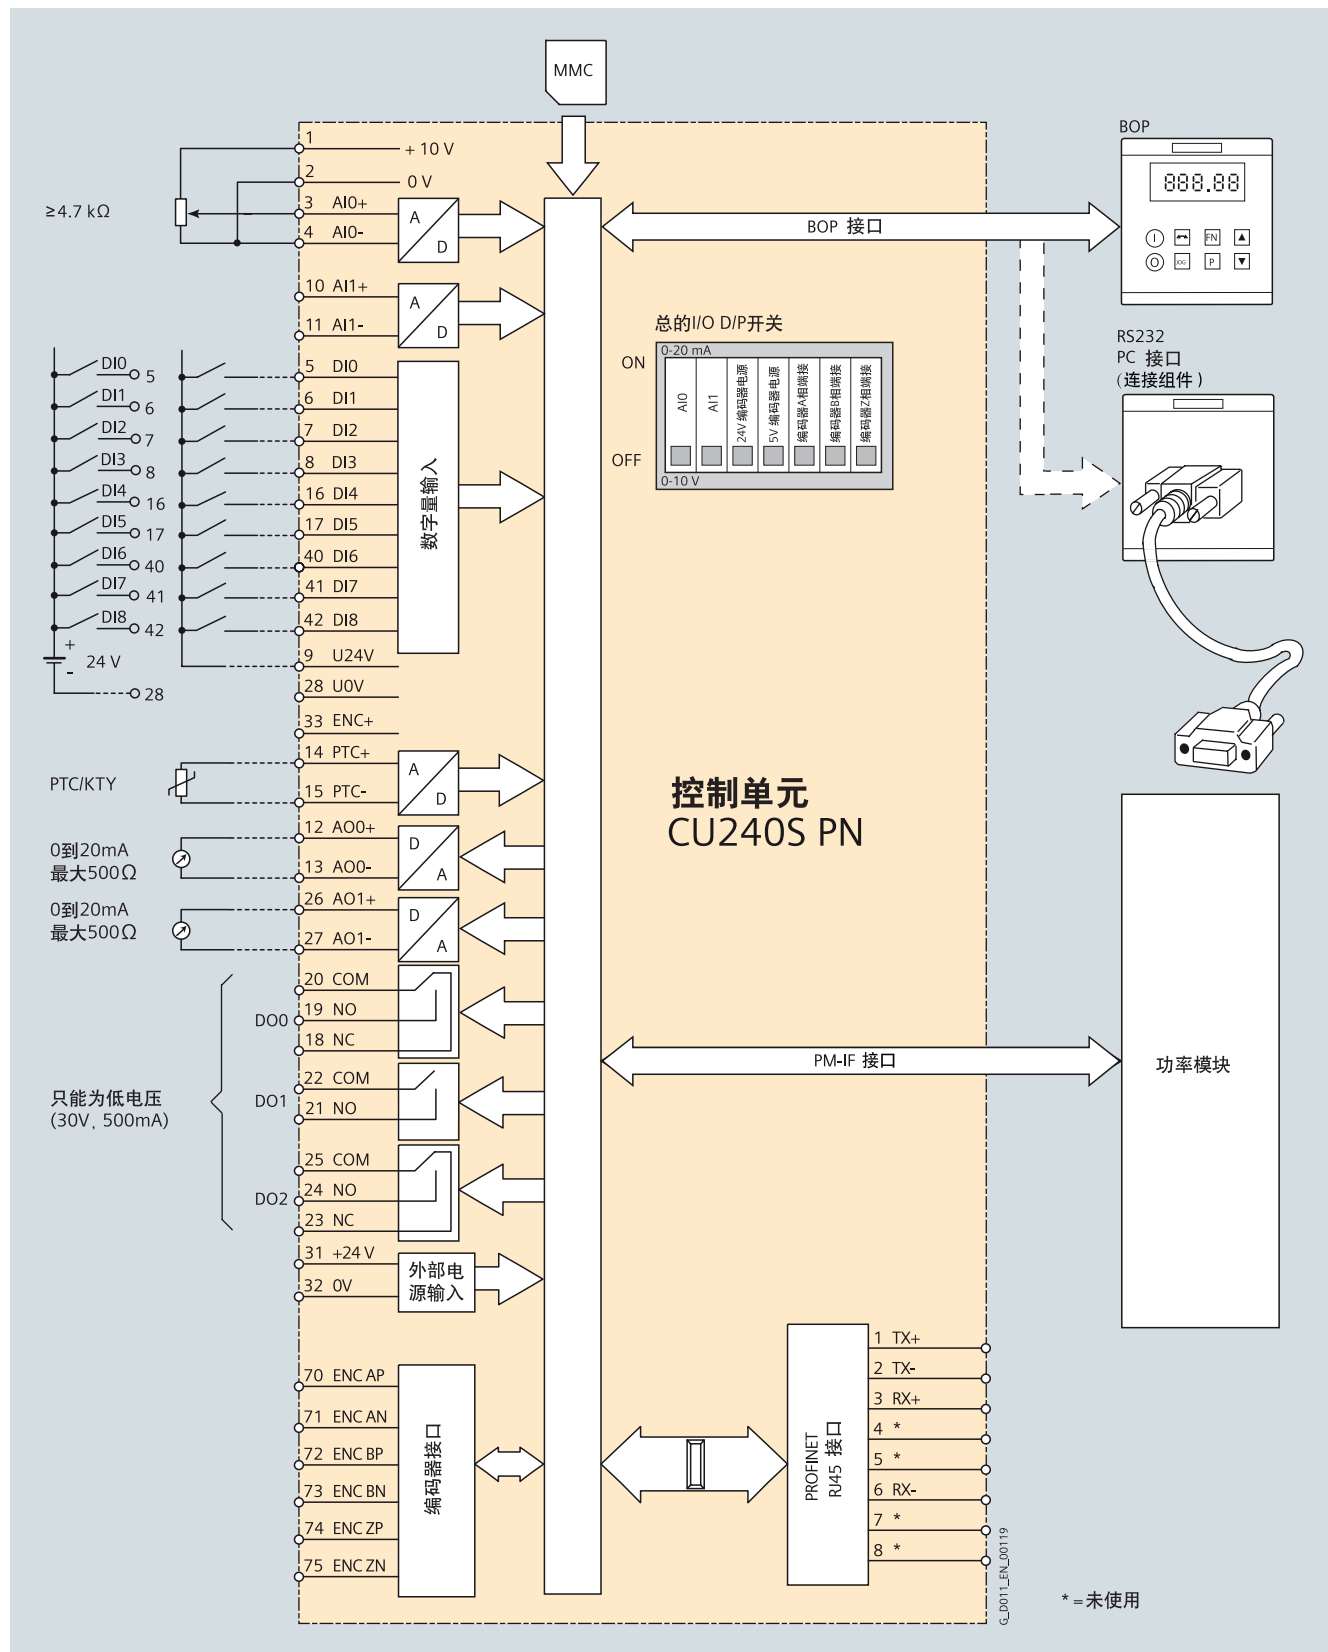 MMC
1
+ 10 V
2
0 V
3 AI0+
4 AI0-
≥4.7 kΩ
A
D
10 AI1+
11 AI1-
A
D
BOP 接口
BOP
888.88
I
FN
O
JOG
P
RS232
PC 接口
(连接组件)
总的I/O D/P开关
ON
OFF
0-20 mA
AI0
AI1
24V 编码器电源
5V 编码器电源
编码器A相端接
编码器B相端接
编码器Z相端接
0-10 V
DI0
5
DI1
6
DI2
7
DI3
8
DI4
16
DI5
17
DI6
40
DI7
41
DI8
42
+
-
24 V
28
5 DI0
6 DI1
7 DI2
8 DI3
16 DI4
17 DI5
40 DI6
41 DI7
42 DI8
数字量输入
9 U24V
28 U0V
33 ENC+
14 PTC+
15 PTC-
PTC/KTY
A
D
12 AO0+
13 AO0-
0到20mA
最大500Ω
D
A
26 AO1+
27 AO1-
0到20mA
最大500Ω
D
A
控制单元
CU240S PN
20 COM
19 NO
18 NC
DO0
22 COM
21 NO
DO1
25 COM
24 NO
23 NC
DO2
只能为低电压
(30V, 500mA)
PM-IF 接口
功率模块
31 +24 V
32 0V
外部电
源输入
70 ENC AP
71 ENC AN
72 ENC BP
73 ENC BN
74 ENC ZP
75 ENC ZN
编码器接口
PROFINET
RJ45 接口
1 TX+
2 TX-
3 RX+
4 *
5 *
6 RX-
7 *
8 *
G_D011_EN_00119
* =未使用